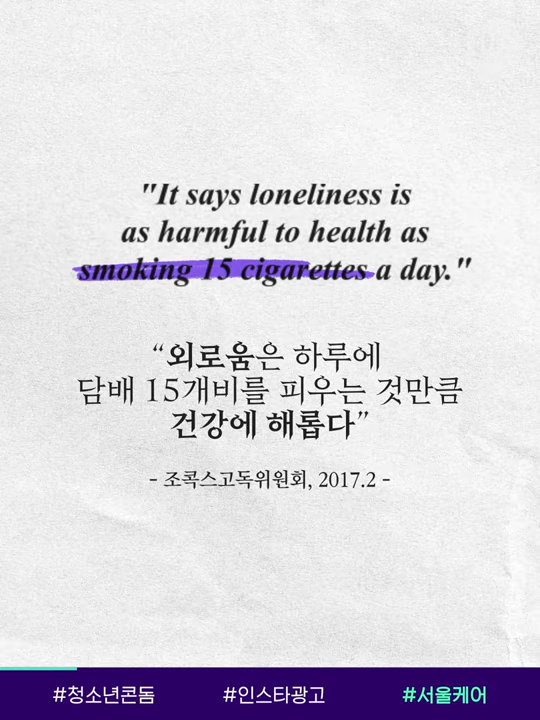 "It says loneliness is
as harmful to health as
smoking 15 cigarettes a day."
“외로움은 하루에
담배 15개비를 피우는 것만큼
건강에 해롭다”
- 조콕스고독위원회, 2017.2 -
#청소년콘돔 #인스타광고 #서울케어